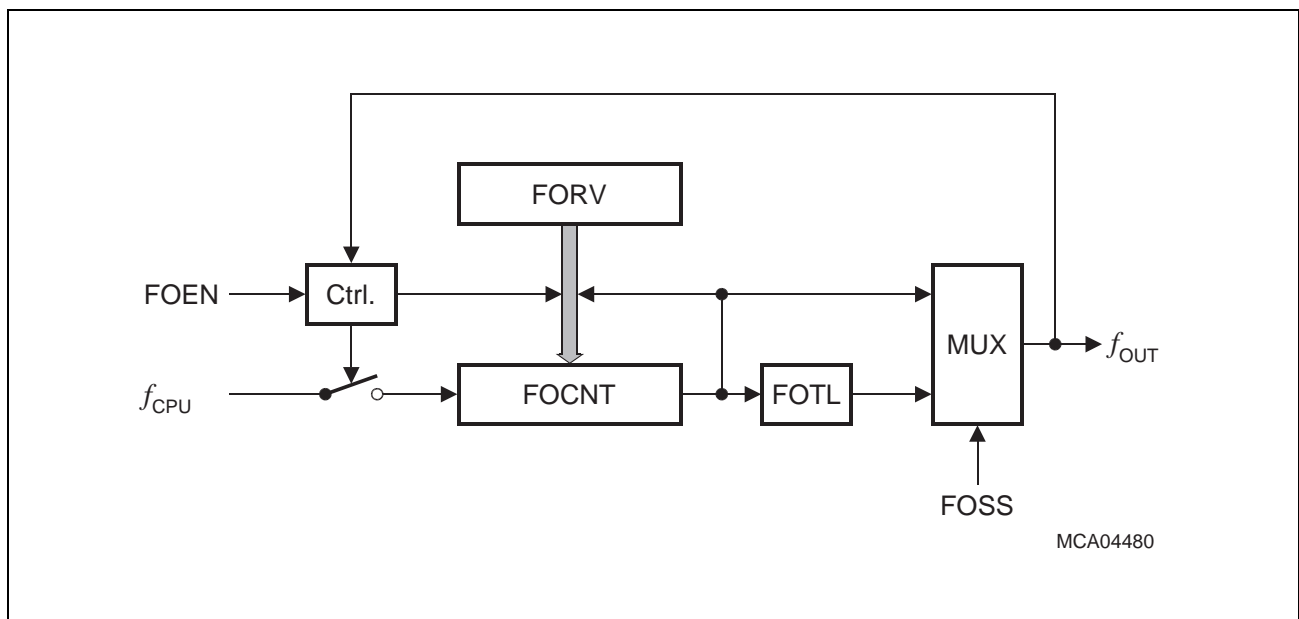 FORV
FOEN
Ctrl.
MUX
fOUT
fCPU
FOCNT
FOTL
FOSS
MCA04480